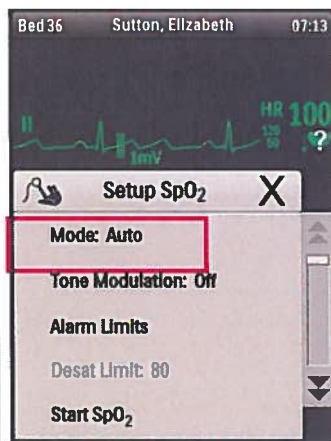 Bed 36 Sutton, Elizabeth 07:13
HR 100
120
50
?
II
1mV
Setup SpO₂ X
Mode: Auto
Tone Modulation: Off
Alarm Limits
Desat Limit: 80
Start SpO₂